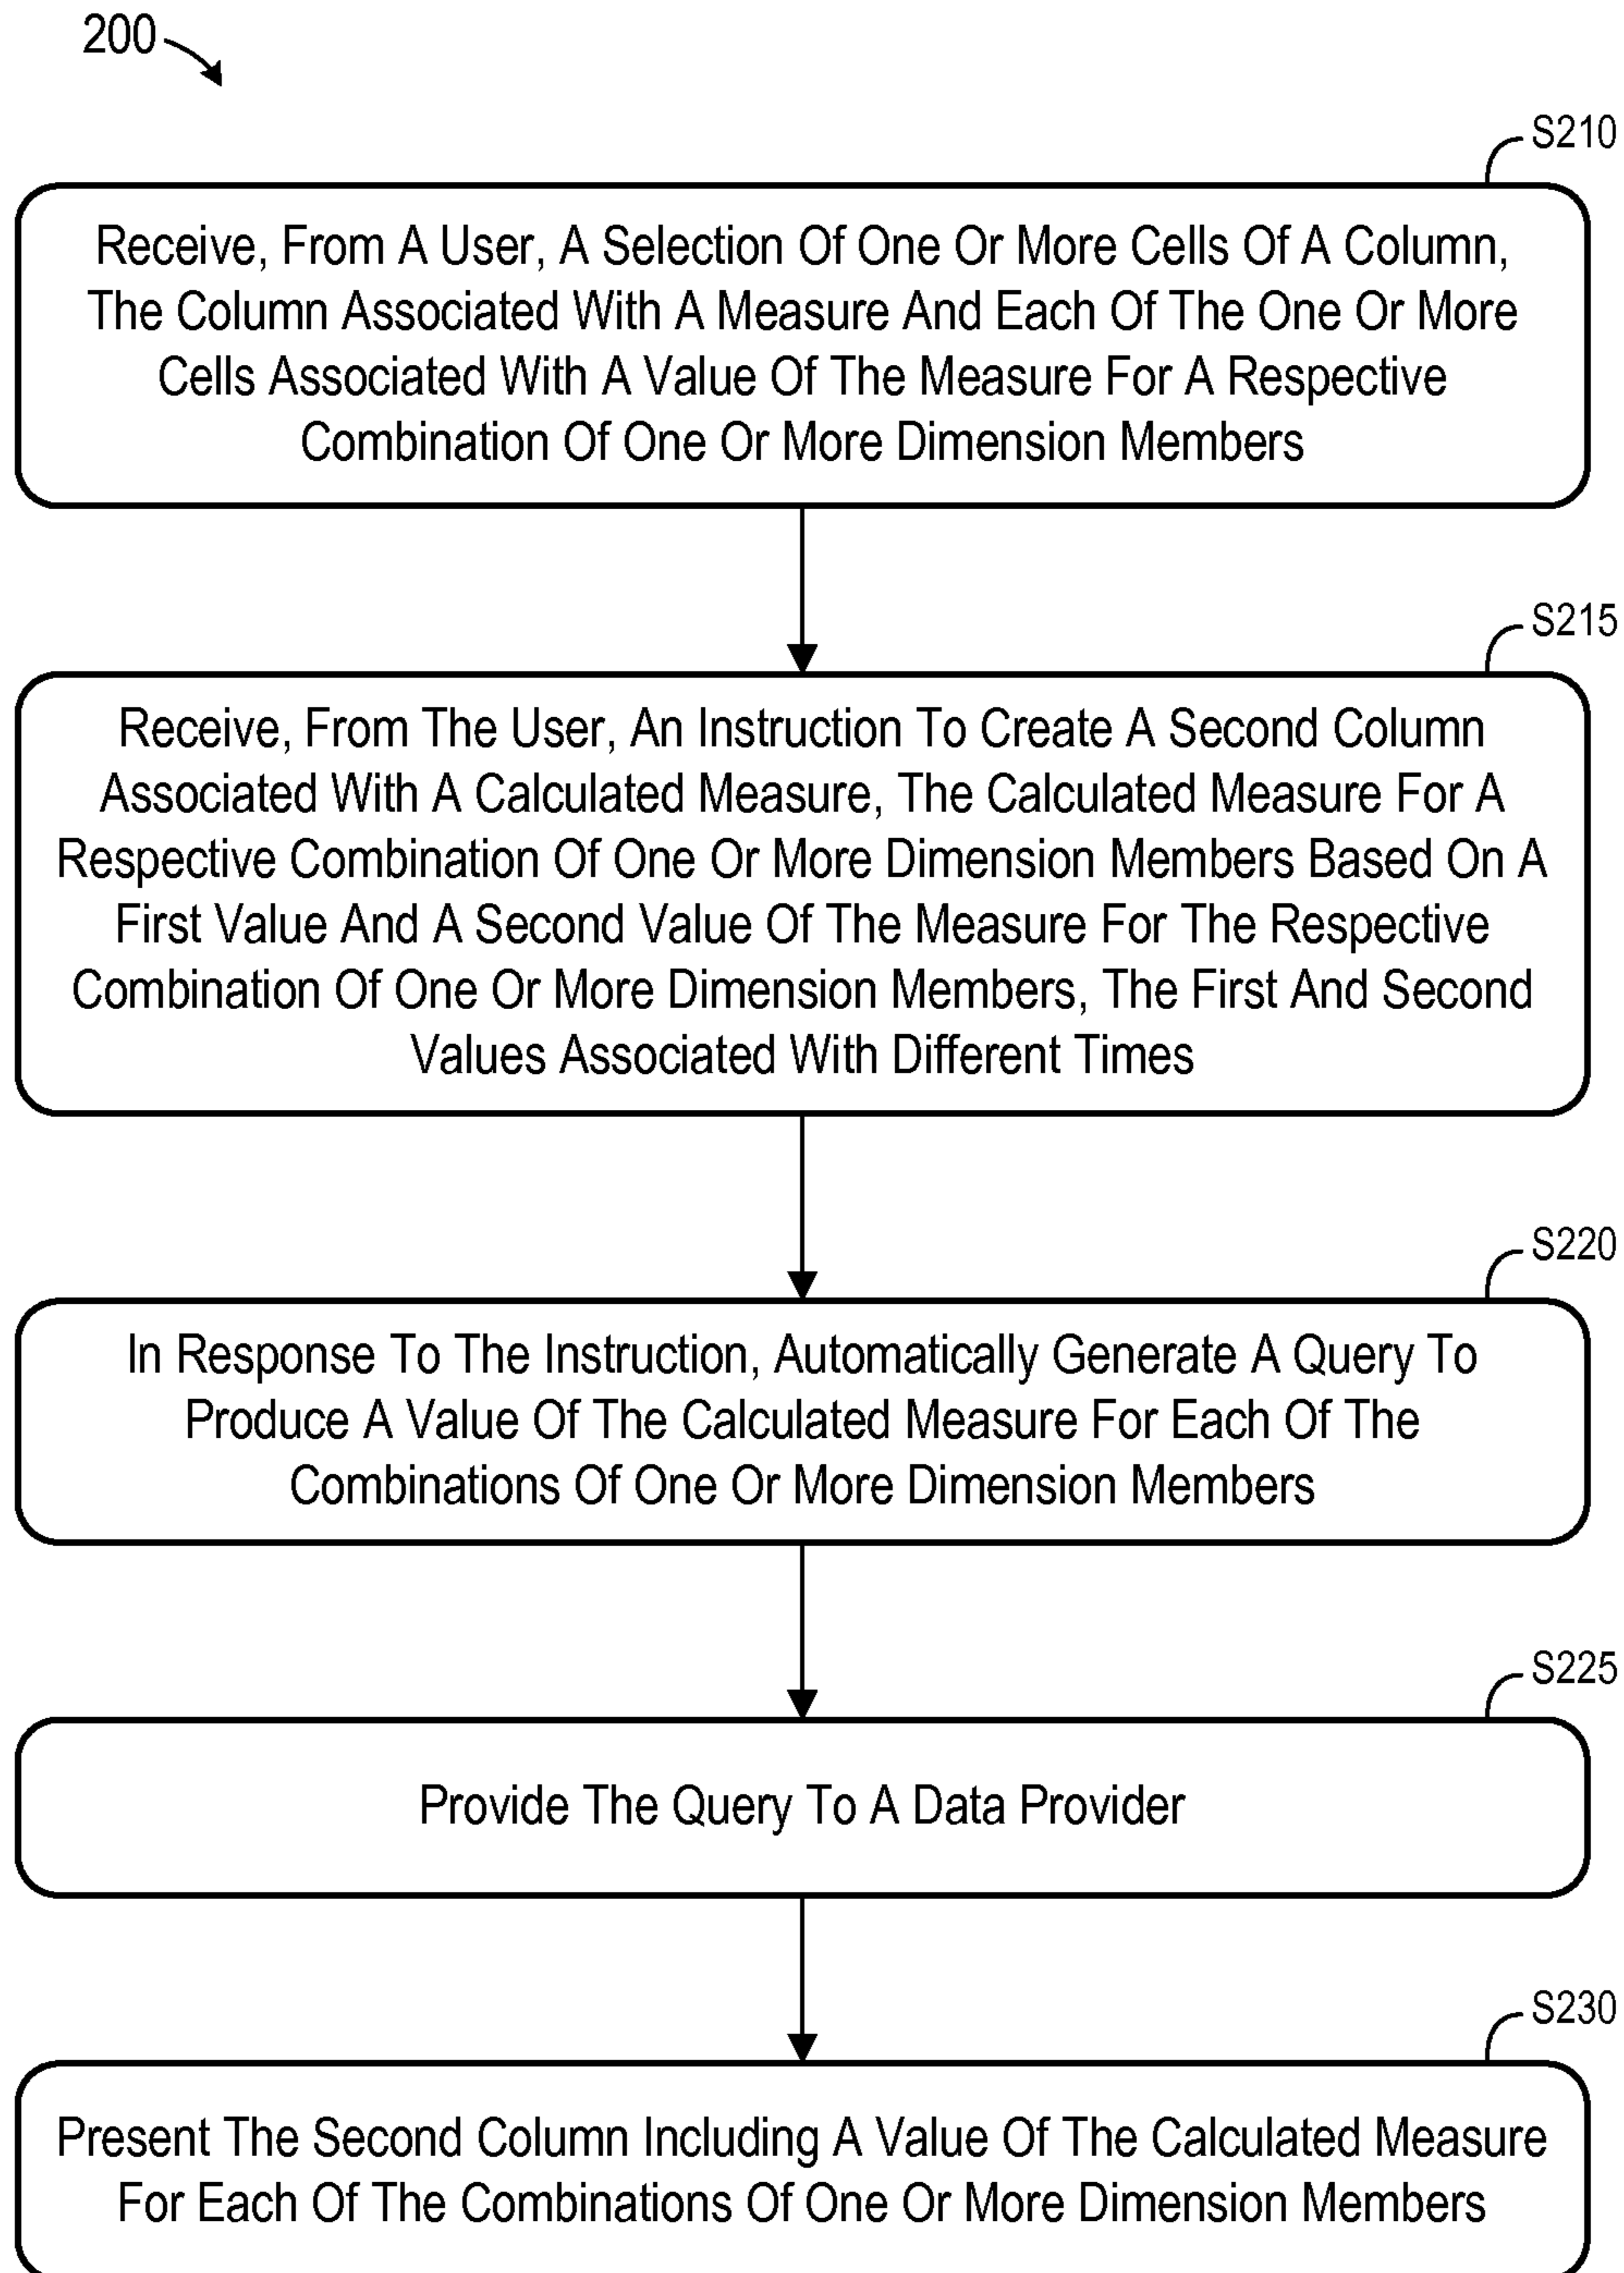 200
S210
Receive, From A User, A Selection Of One Or More Cells Of A Column,
The Column Associated With A Measure And Each Of The One Or More
Cells Associated With A Value Of The Measure For A Respective
Combination Of One Or More Dimension Members
S215
Receive, From The User, An Instruction To Create A Second Column
Associated With A Calculated Measure, The Calculated Measure For A
Respective Combination Of One Or More Dimension Members Based On A
First Value And A Second Value Of The Measure For The Respective
Combination Of One Or More Dimension Members, The First And Second
Values Associated With Different Times
S220
In Response To The Instruction, Automatically Generate A Query To
Produce A Value Of The Calculated Measure For Each Of The
Combinations Of One Or More Dimension Members
S225
Provide The Query To A Data Provider
S230
Present The Second Column Including A Value Of The Calculated Measure
For Each Of The Combinations Of One Or More Dimension Members